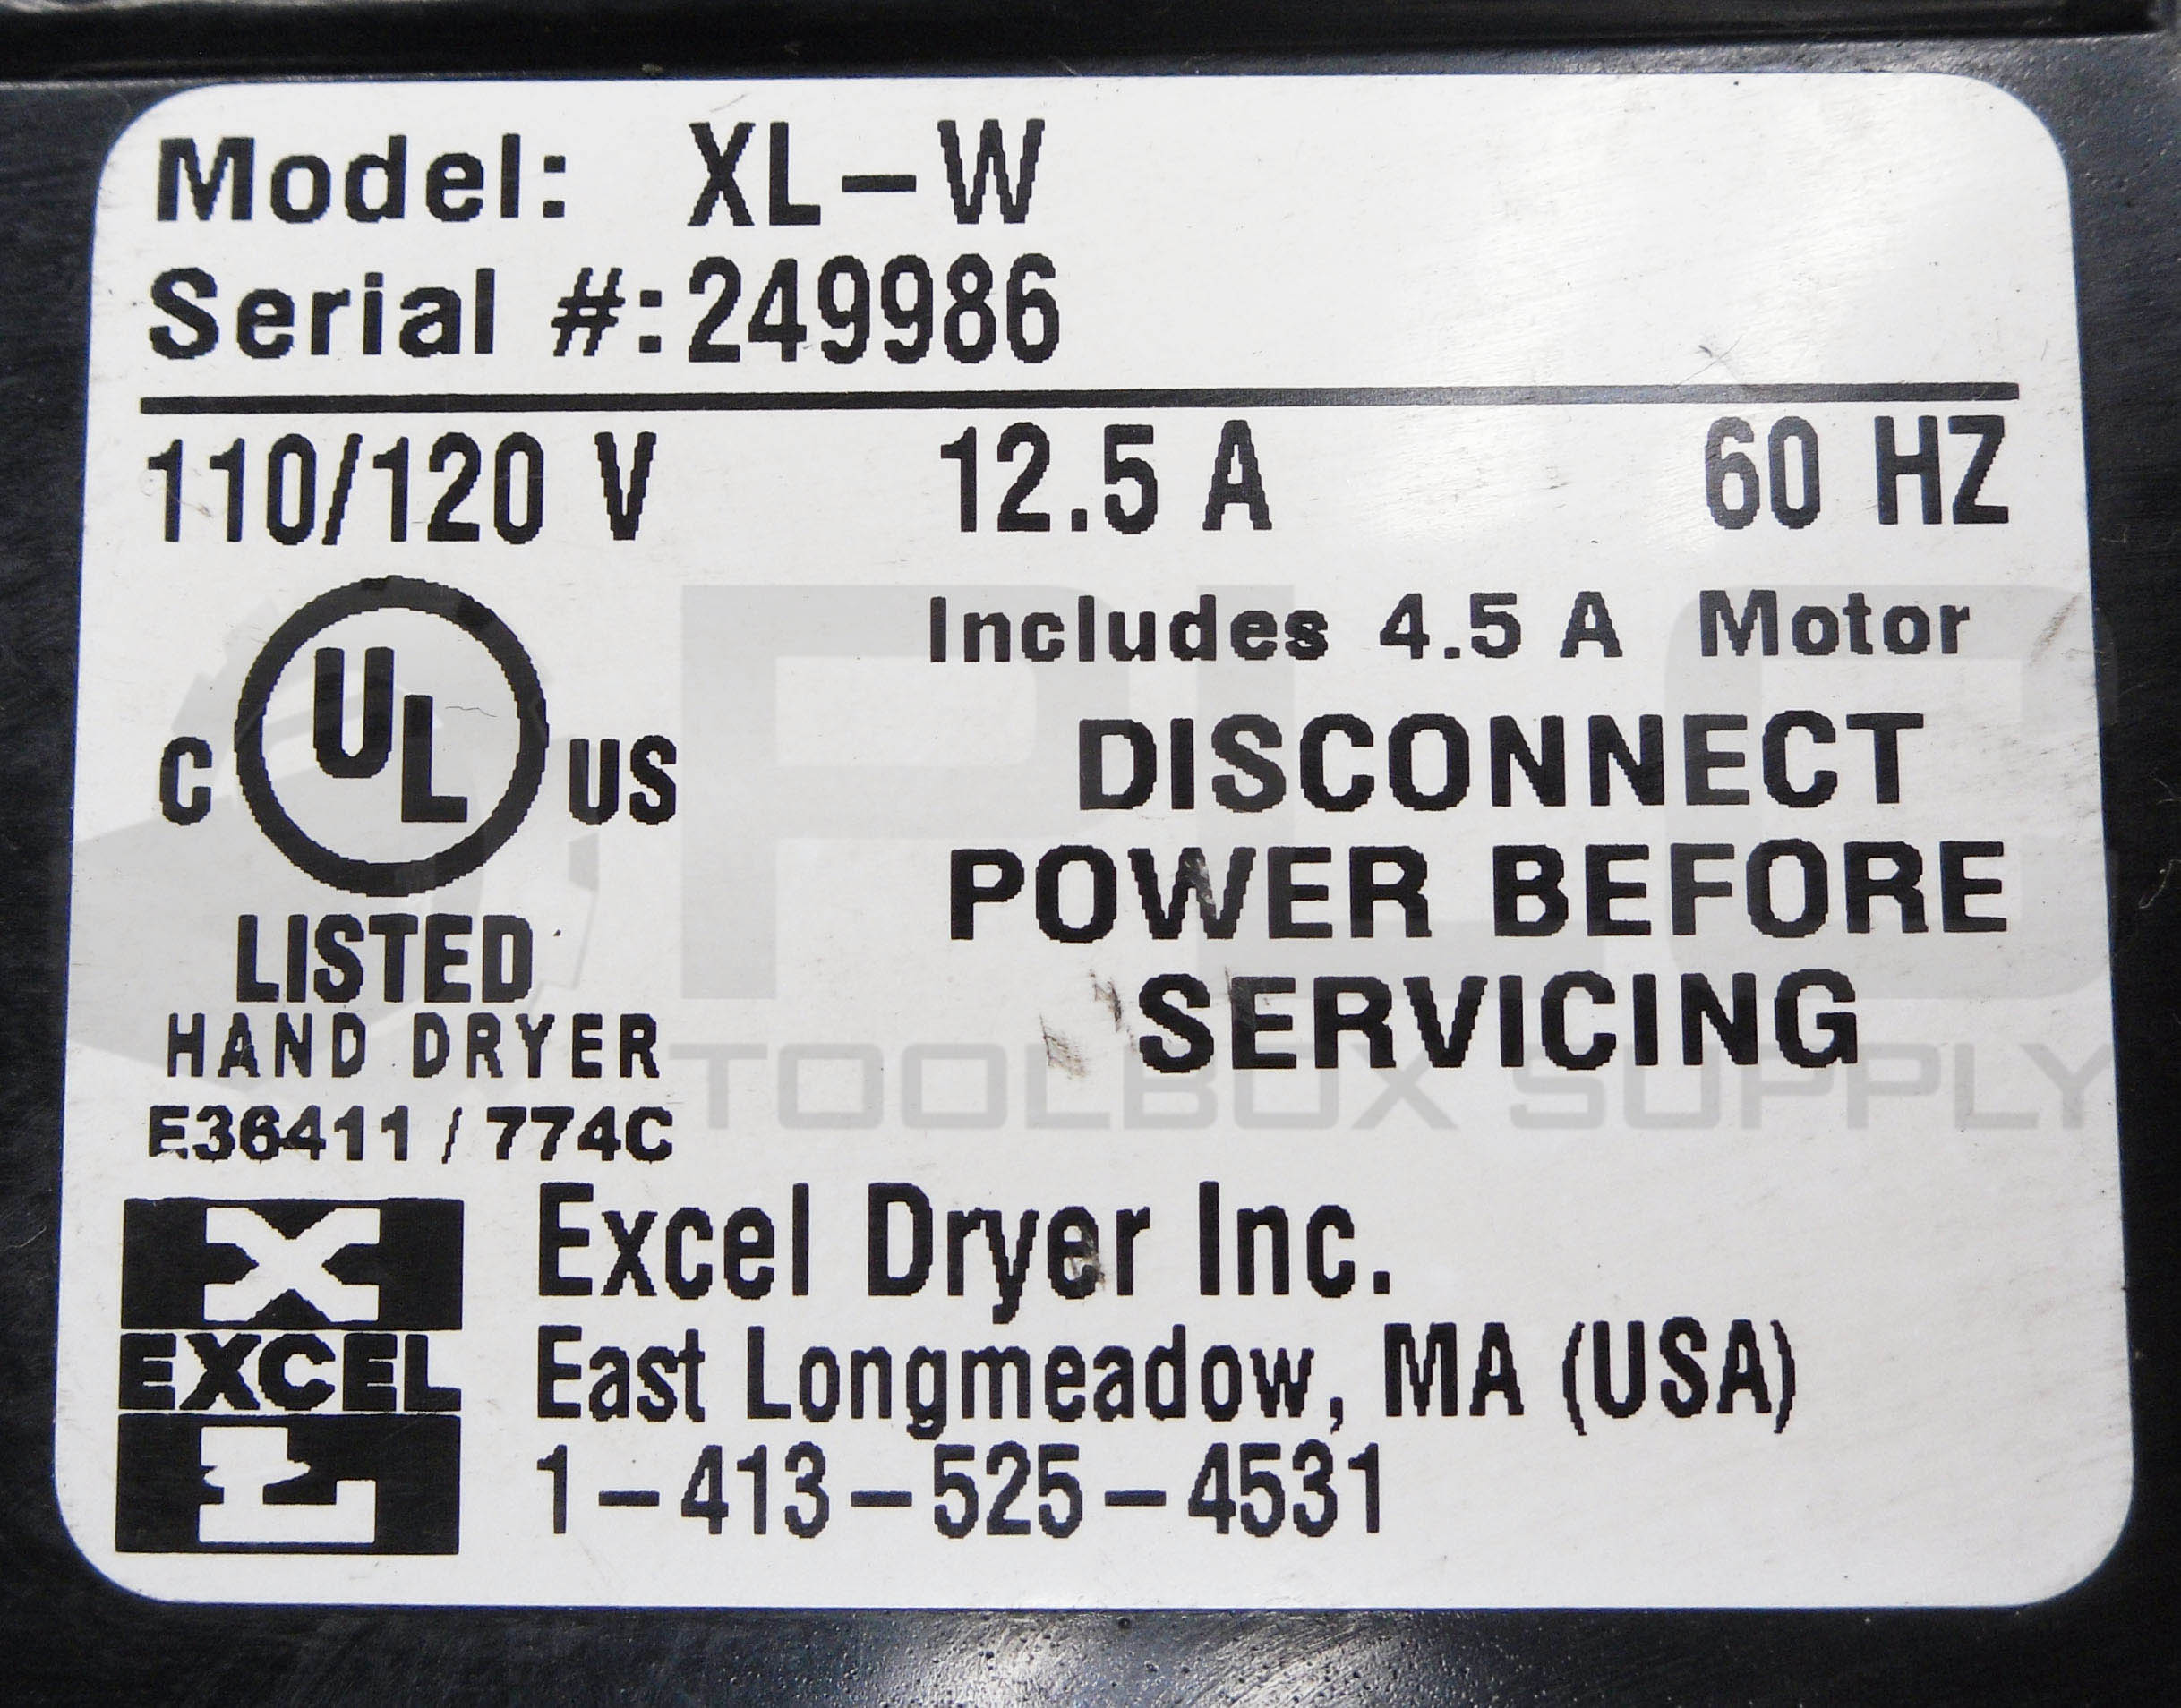 Model: XL-W
Serial #: 249986
110/120 V 12.5 A 60 HZ
Includes 4.5 A Motor
C UL US
LISTED
HAND DRYER
E36411 / 774C
DISCONNECT
POWER BEFORE
SERVICING
PLC
TOOLBOX SUPPLY
X
EXCEL
L
Excel Dryer Inc.
East Longmeadow, MA (USA)
1-413-525-4531